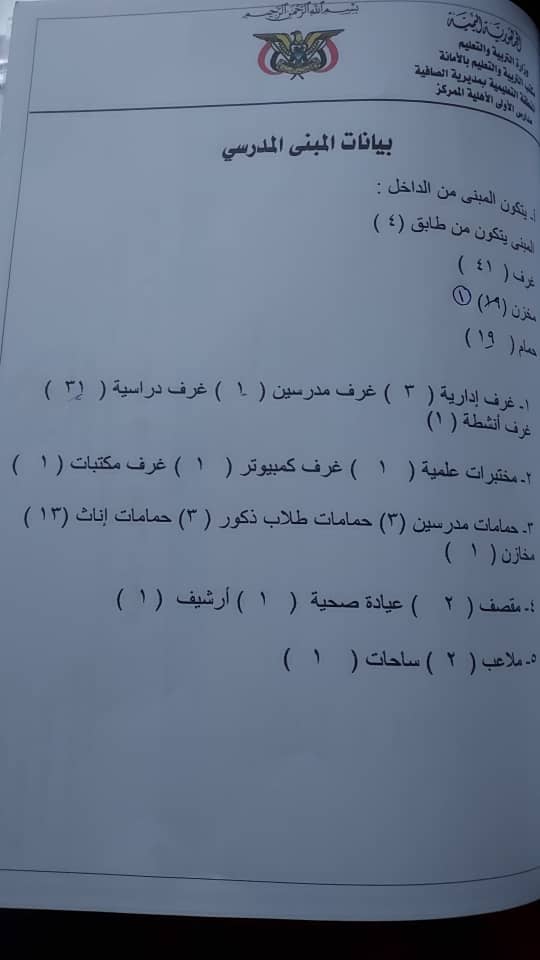 بسم الله الرحمن الرحيم
الجمهورية اليمنية
وزارة التربية والتعليم
مكتب التربية والتعليم بالأمانة
المنطقة التعليمية بمديرية الصافية
مدارس الأولى الأهلية المركز
بيانات المبنى المدرسي
أ- يتكون المبنى من الداخل :
المبنى يتكون من طابق (٤)
غرف ( ٤١ )
مخزن ( ) ١
حمام ( ١٩ )
١- غرف إدارية ( ٣ ) غرف مدرسين ( ١ ) غرف دراسية ( ٣١ )
غرف أنشطة (١)
٢- مختبرات علمية ( ١ ) غرف كمبيوتر ( ١ ) غرف مكتبات ( ١ )
٣- حمامات مدرسين (٣) حمامات طلاب ذكور ( ٣ ) حمامات إناث (١٣ )
مخازن ( ١ )
٤- مقصف ( ٢ ) عيادة صحية ( ١ ) أرشيف ( ١ )
٥- ملاعب ( ٢ ) ساحات ( ١ )